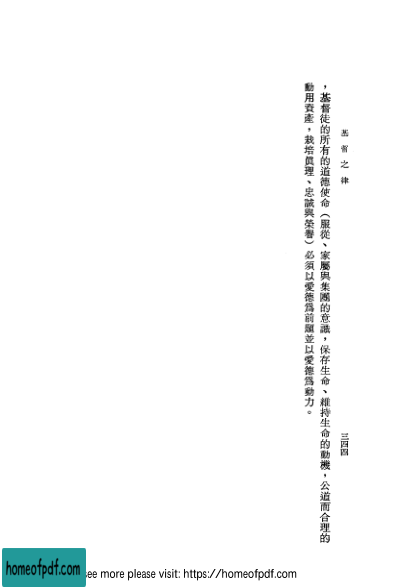 基督之律
三四四
，基督徒的所有的道德使命（服從、家屬與集團的意識，保存生命、維持生命的動機，公道而合理的
動用資產，栽培眞理、忠誠與榮譽）必須以愛德爲前題並以愛德爲動力。
homeofpdf.com
see more please visit: https://homeofpdf.com